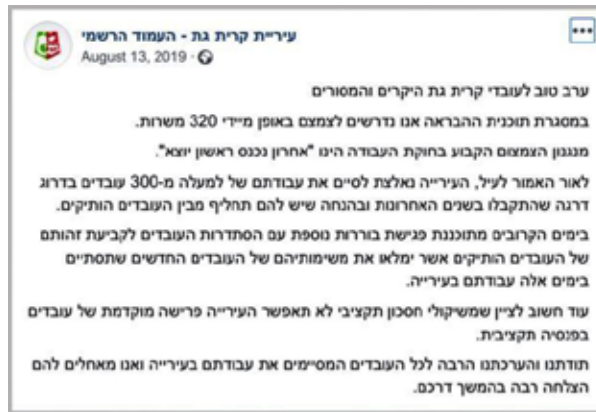 עיריית קרית גת - העמוד הרשמי
August 13, 2019 ·
ערב טוב לעובדי קרית גת היקרים והמסורים
במסגרת תוכנית ההבראה אנו נדרשים לצמצם באופן מיידי 320 משרות.
מנגנון הצמצום הקבוע בחוקת העבודה הינו "אחרון נכנס ראשון יוצא".
לאור האמור לעיל, העירייה נאלצת לסיים את עבודתם של למעלה מ-300 עובדים בדרוג
דרגה שהתקבלו בשנים האחרונות ובהנחה שיש להם תחליף מבין העובדים הותיקים.
בימים הקרובים מתוכננת פגישת בוררות נוספת עם הסתדרות העובדים לקביעת זהותם
של העובדים הותיקים אשר ימלאו את משימותיהם של העובדים החדשים שתסתיים
בימים אלה עבודתם בעירייה.
עוד חשוב לציין שמשיקולי חסכון תקציבי לא תאפשר העירייה פרישה מוקדמת של עובדים
בפנסיה תקציבית.
תודתנו והערכתנו הרבה לכל העובדים המסיימים את עבודתם בעירייה ואנו מאחלים להם
הצלחה רבה בהמשך דרכם.